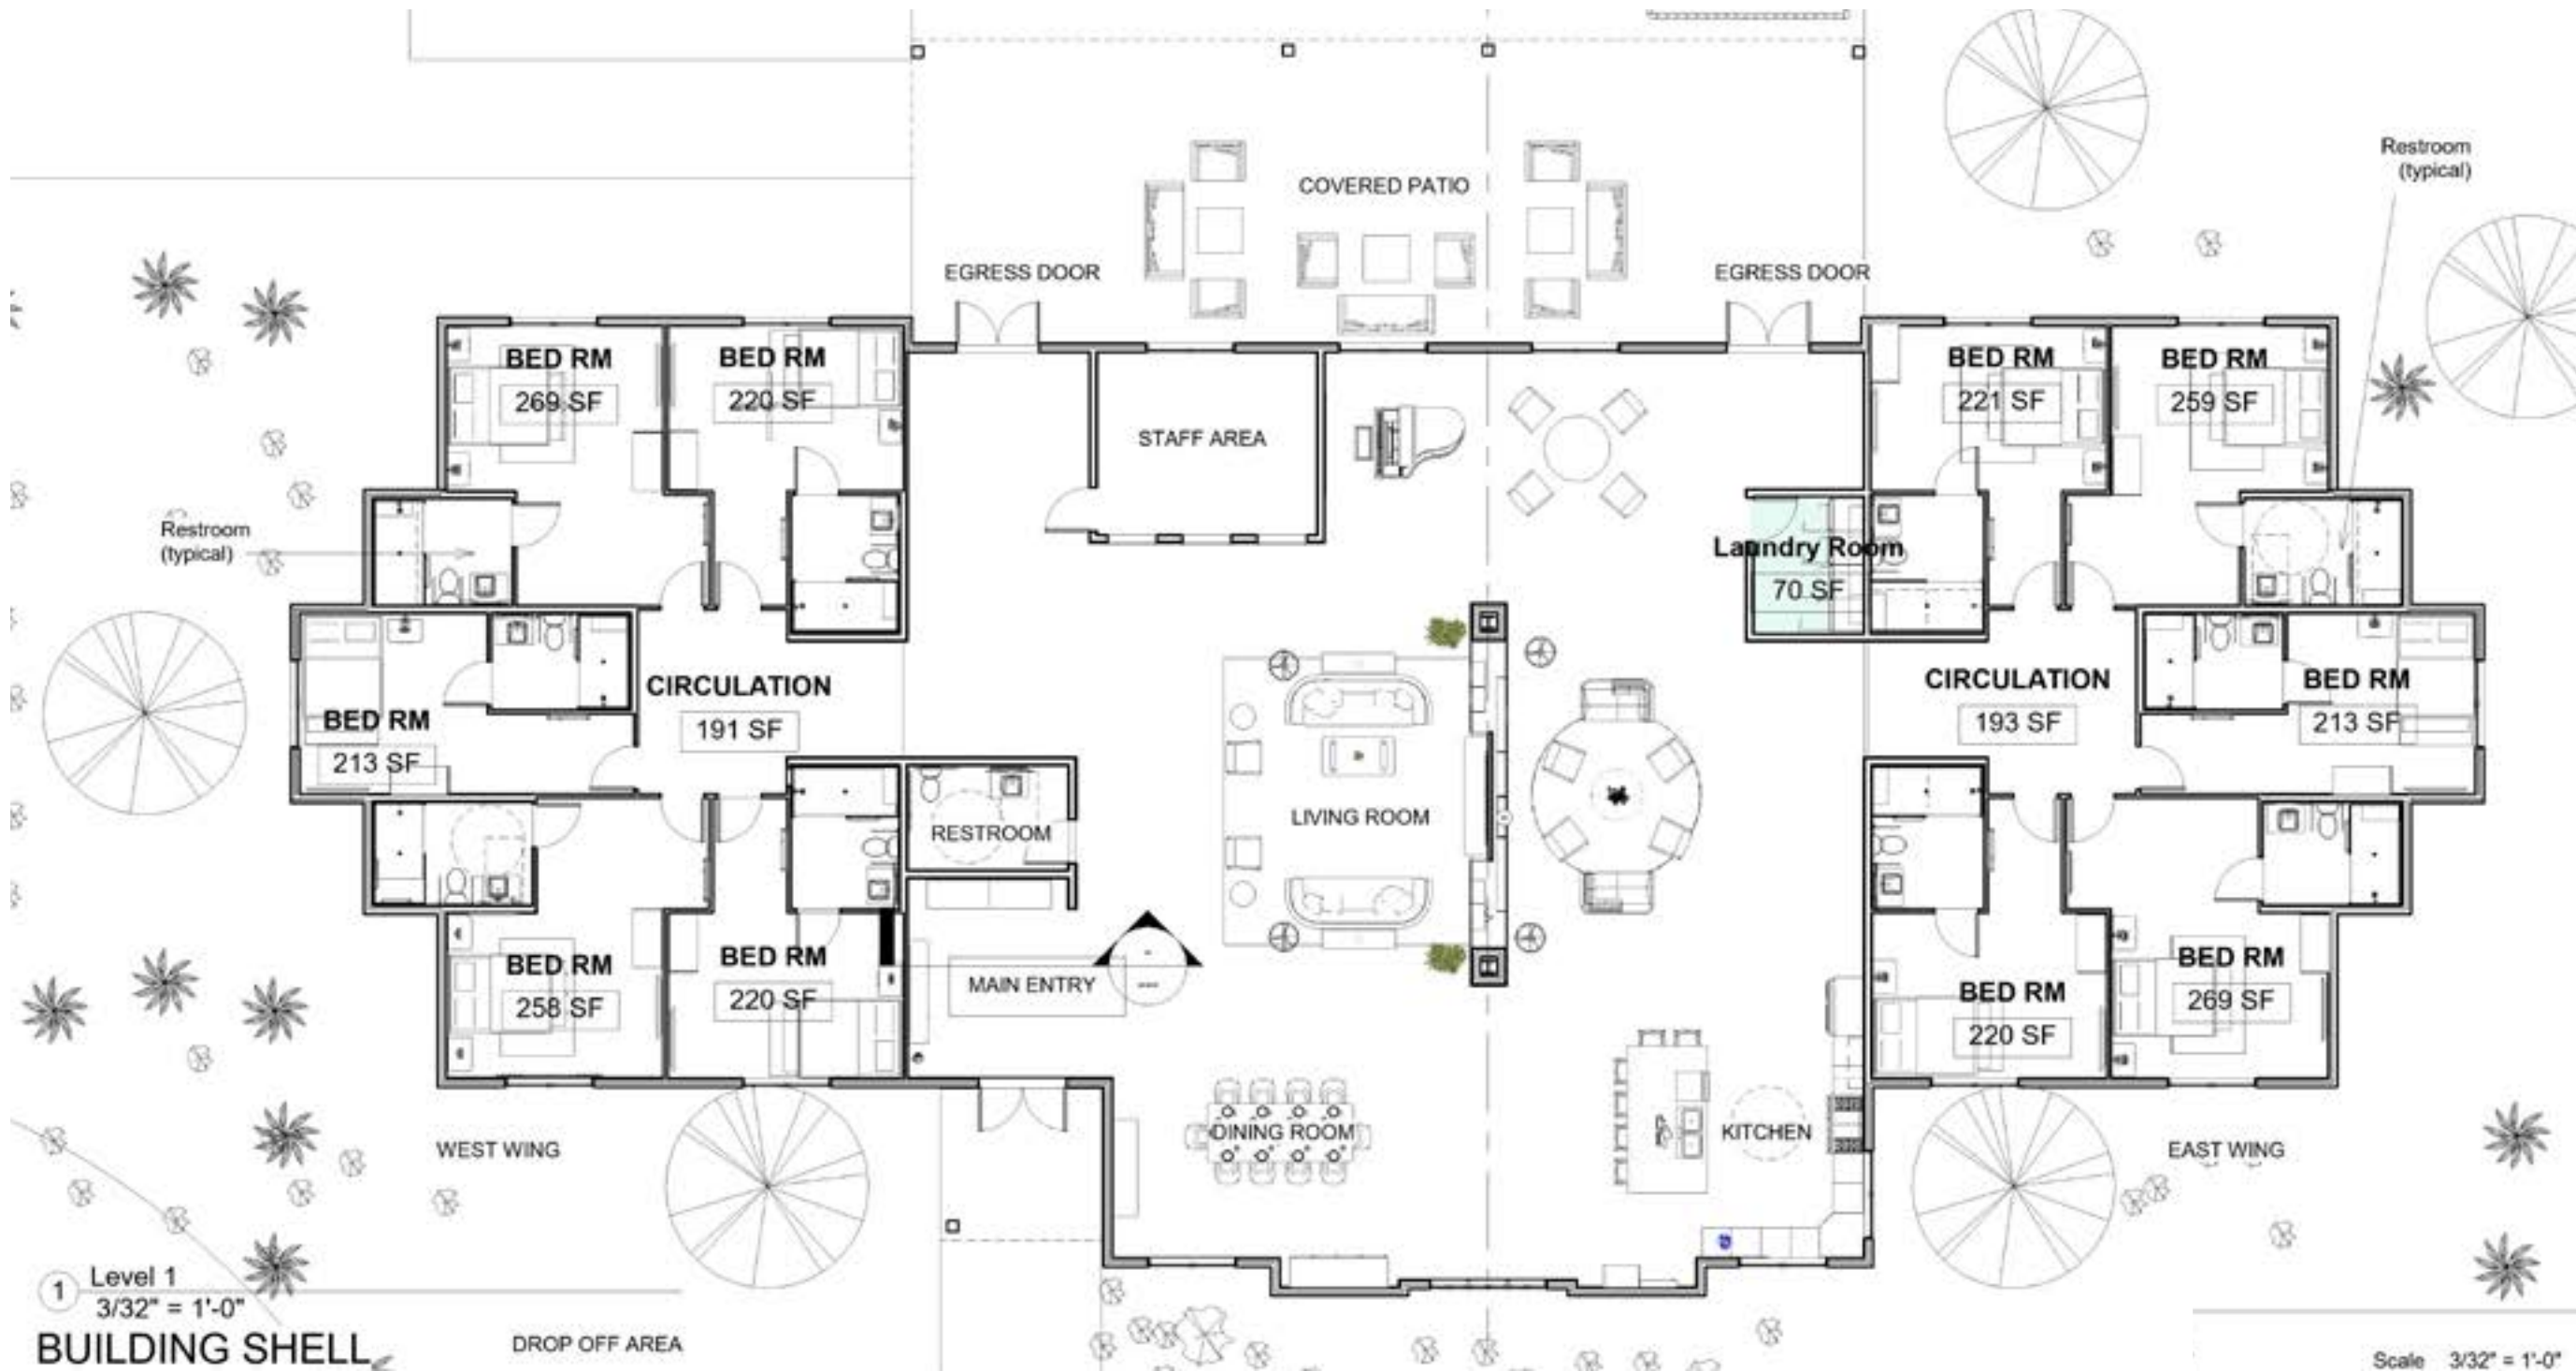 COVERED PATIO
Restroom
(typical)
EGRESS DOOR
EGRESS DOOR
BED RM
269 SF
BED RM
220 SF
BED RM
221 SF
BED RM
259 SF
STAFF AREA
Restroom
(typical)
Laundry Room
70 SF
CIRCULATION
191 SF
BED RM
213 SF
CIRCULATION
193 SF
BED RM
213 SF
RESTROOM
LIVING ROOM
BED RM
258 SF
BED RM
220 SF
MAIN ENTRY
BED RM
220 SF
BED RM
269 SF
WEST WING
DINING ROOM
KITCHEN
EAST WING
1
Level 1
3/32" = 1'-0"
BUILDING SHELL
DROP OFF AREA
Scale 3/32" = 1'-0"